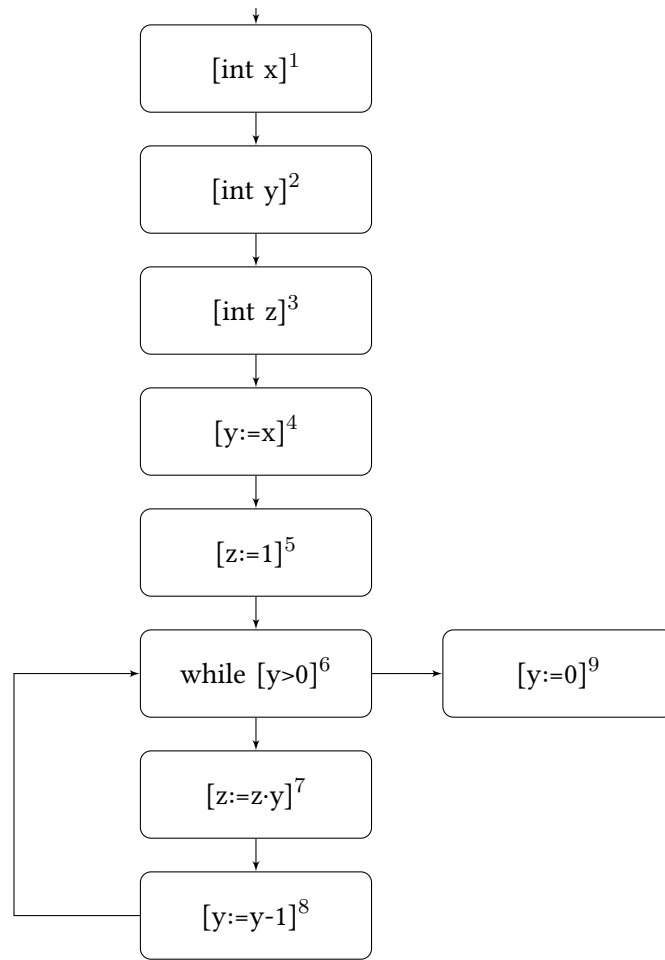 [int x]¹
[int y]²
[int z]³
[y:=x]⁴
[z:=1]⁵
while [y>0]⁶
[y:=0]⁹
[z:=z·y]⁷
[y:=y-1]⁸